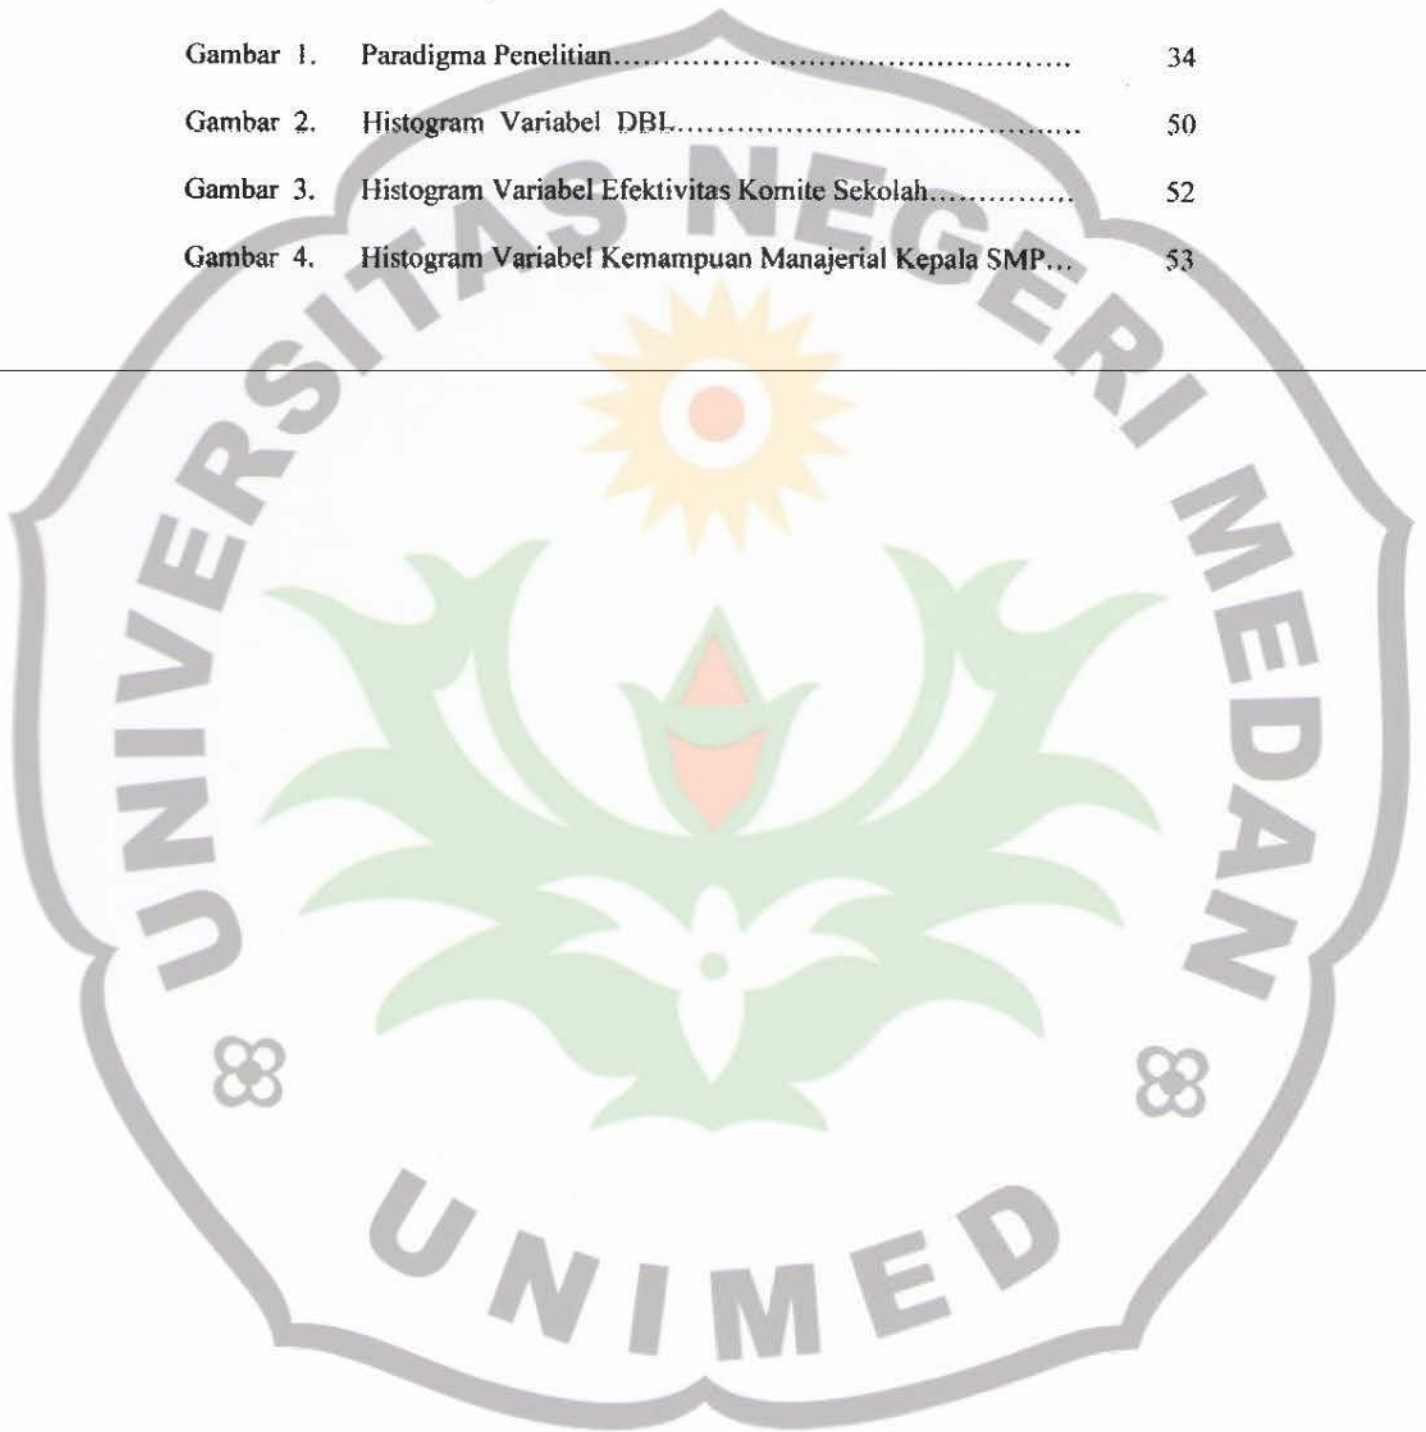 Gambar 1. Paradigma Penelitian............... ................................. 34
Gambar 2. Histogram Variabel DBL............................................ 50
Gambar 3. Histogram Variabel Efektivitas Komite Sekolah............... 52
Gambar 4. Histogram Variabel Kemampuan Manajerial Kepala SMP... 53
UNIVERSITAS NEGERI MEDAN
UNIMED